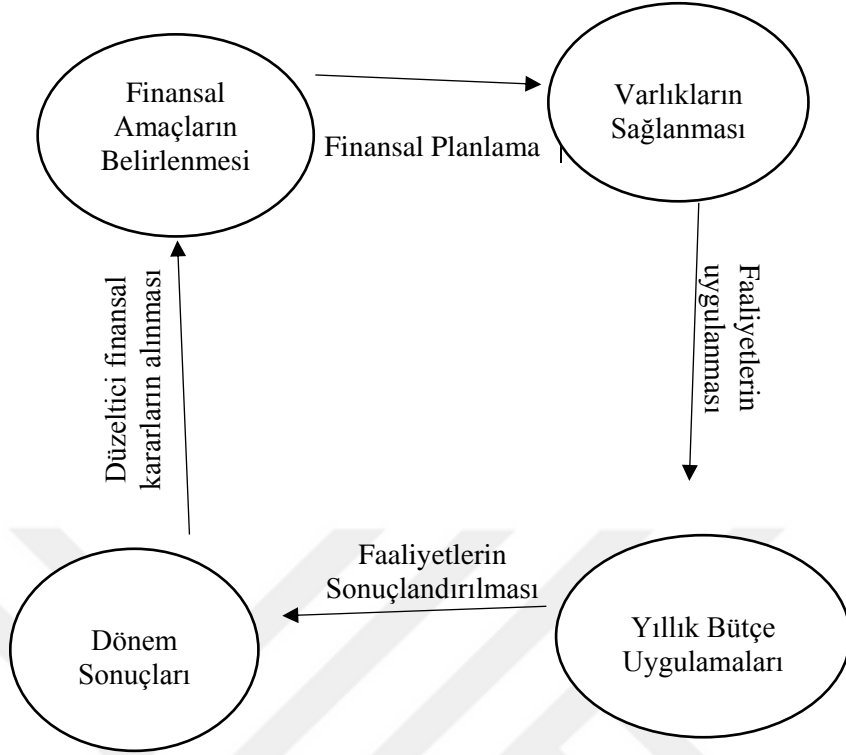 Finansal
Amaçların
Belirlenmesi
Finansal Planlama
Varlıkların
Sağlanması
Faaliyetlerin
uygulanması
Yıllık Bütçe
Uygulamaları
Faaliyetlerin
Sonuçlandırılması
Dönem
Sonuçları
Düzeltici finansal
kararların alınması